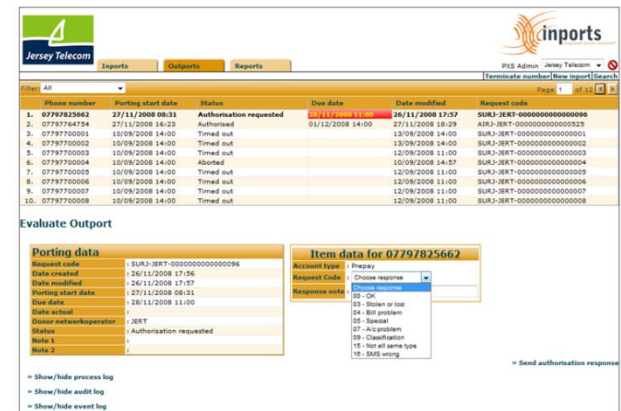 inports
Jersey Telecom
Inports Outports Reports
PXS Admin Jersey Telecom
Terminate number New inport Search
Filter: All Page 1 of 12
Phone number Porting start date Status Due date Date modified Request code
1. 07797825662 27/11/2008 08:31 Authorisation requested 28/11/2008 11:00 26/11/2008 17:57 SURJ-JERT-0000000000000096
2. 07797764754 27/11/2008 16:23 Authorised 01/12/2008 14:00 27/11/2008 18:29 AIRJ-JERT-0000000000000525
3. 07797700001 10/09/2008 14:00 Timed out 13/09/2008 14:00 SURJ-JERT-0000000000000001
4. 07797700002 10/09/2008 14:00 Timed out 13/09/2008 14:00 SURJ-JERT-0000000000000002
5. 07797700003 10/09/2008 14:00 Timed out 12/09/2008 11:00 SURJ-JERT-0000000000000003
6. 07797700004 10/09/2008 14:00 Aborted 10/09/2008 14:57 SURJ-JERT-0000000000000004
7. 07797700005 10/09/2008 14:00 Timed out 12/09/2008 11:00 SURJ-JERT-0000000000000005
8. 07797700006 10/09/2008 14:00 Timed out 12/09/2008 11:00 SURJ-JERT-0000000000000006
9. 07797700007 10/09/2008 14:00 Timed out 12/09/2008 11:00 SURJ-JERT-0000000000000007
10. 07797700008 10/09/2008 14:00 Timed out 12/09/2008 11:00 SURJ-JERT-0000000000000008
Evaluate Outport
Porting data
Request code : SURJ-JERT-0000000000000096
Date created : 26/11/2008 17:56
Date modified : 26/11/2008 17:57
Porting start date : 27/11/2008 08:31
Due date : 28/11/2008 11:00
Date actual :
Donor networkoperator : JERT
Status : Authorisation requested
Note 1 :
Note 2 :
Item data for 07797825662
Account type : Prepay
Request Code : Choose response
Response note :
Choose response
00 - OK
03 - Stolen or lost
04 - Bill problem
05 - Special
07 - A/c problem
09 - Classification
15 - Not all same type
16 - SMS wrong
» Send authorisation response
» Show/hide process log
» Show/hide audit log
» Show/hide event log